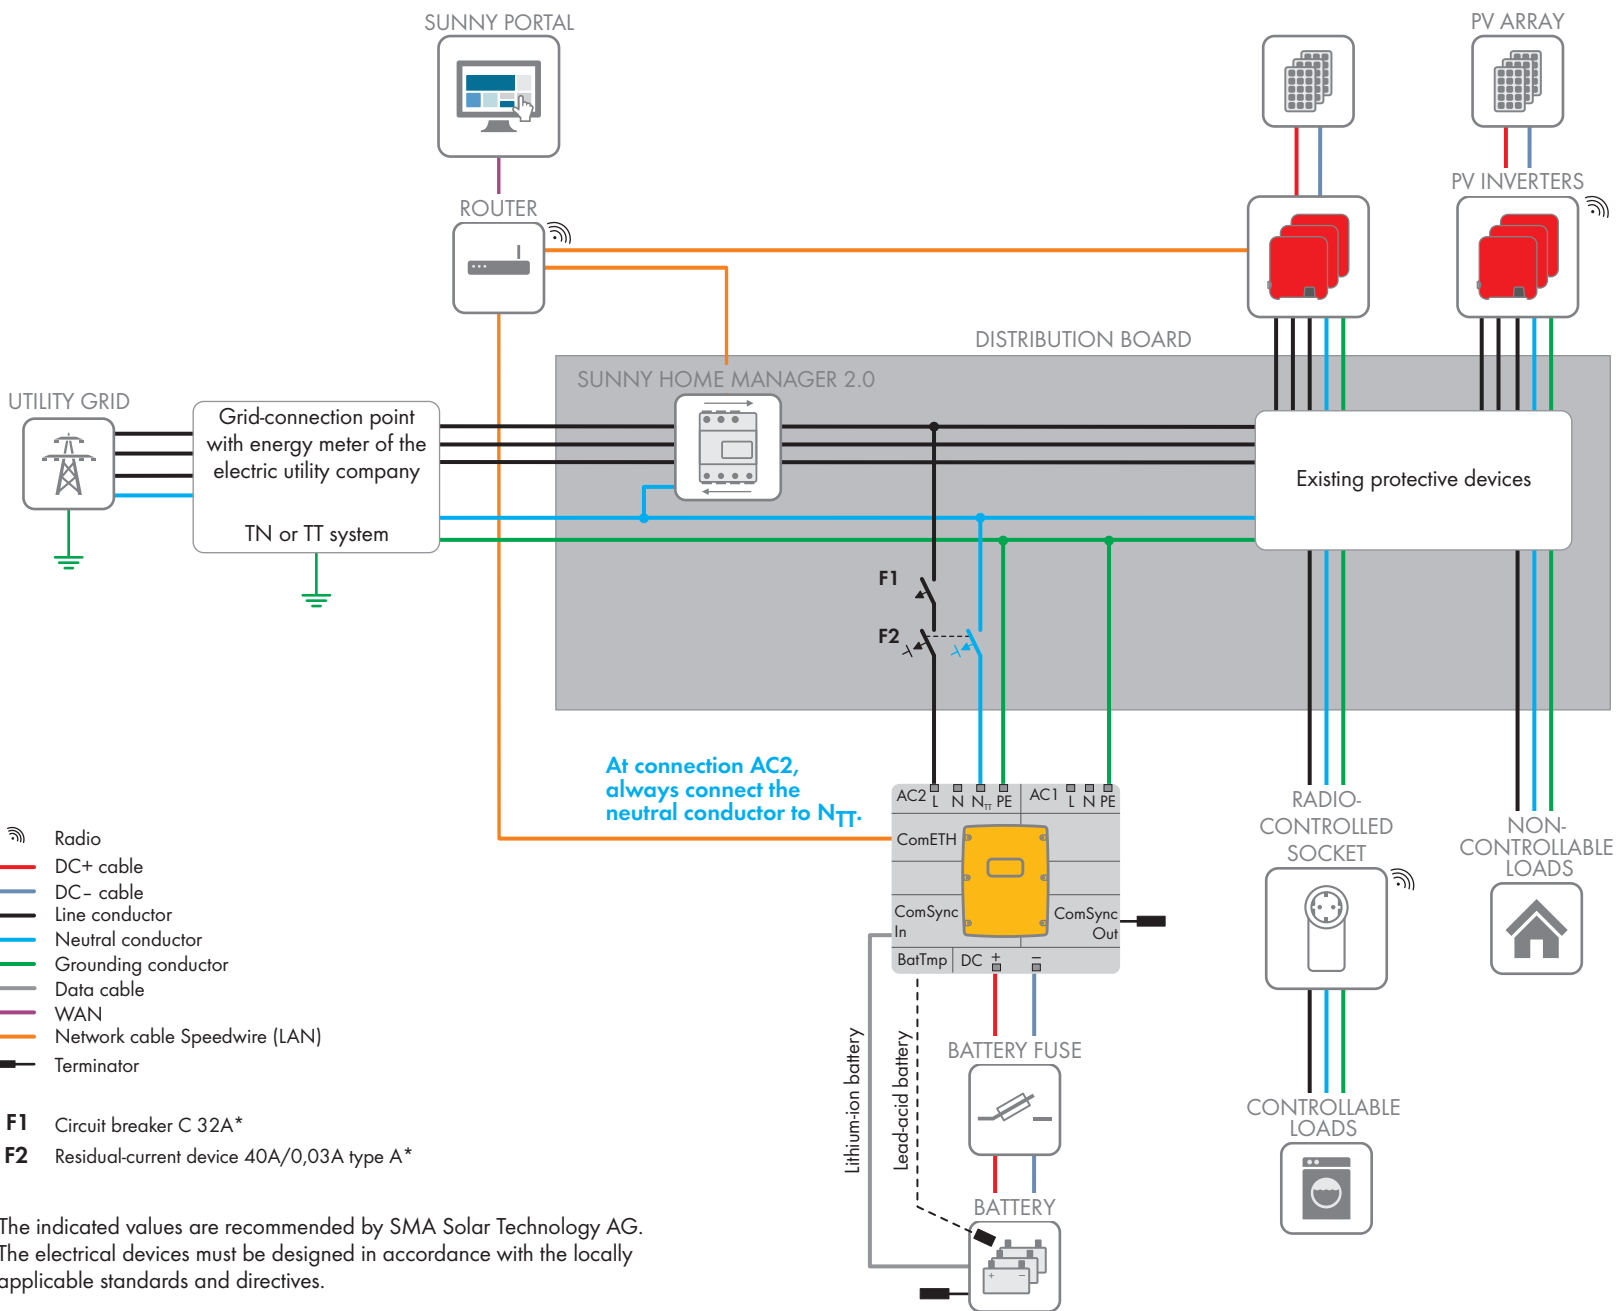 SUNNY PORTAL
PV ARRAY
ROUTER
PV INVERTERS
DISTRIBUTION BOARD
SUNNY HOME MANAGER 2.0
UTILITY GRID
Grid-connection point
with energy meter of the
electric utility company
TN or TT system
Existing protective devices
F1
F2
At connection AC2,
always connect the
neutral conductor to NTT.
AC2 L N NTT PE AC1 L N PE
ComETH
ComSync
In
ComSync
Out
BatTmp DC + −
RADIO-
CONTROLLED
SOCKET
NON-
CONTROLLABLE
LOADS
Lithium-ion battery
Lead-acid battery
BATTERY FUSE
BATTERY
+ −
CONTROLLABLE
LOADS
Radio
DC+ cable
DC– cable
Line conductor
Neutral conductor
Grounding conductor
Data cable
WAN
Network cable Speedwire (LAN)
Terminator
F1 Circuit breaker C 32A*
F2 Residual-current device 40A/0,03A type A*
The indicated values are recommended by SMA Solar Technology AG.
The electrical devices must be designed in accordance with the locally
applicable standards and directives.